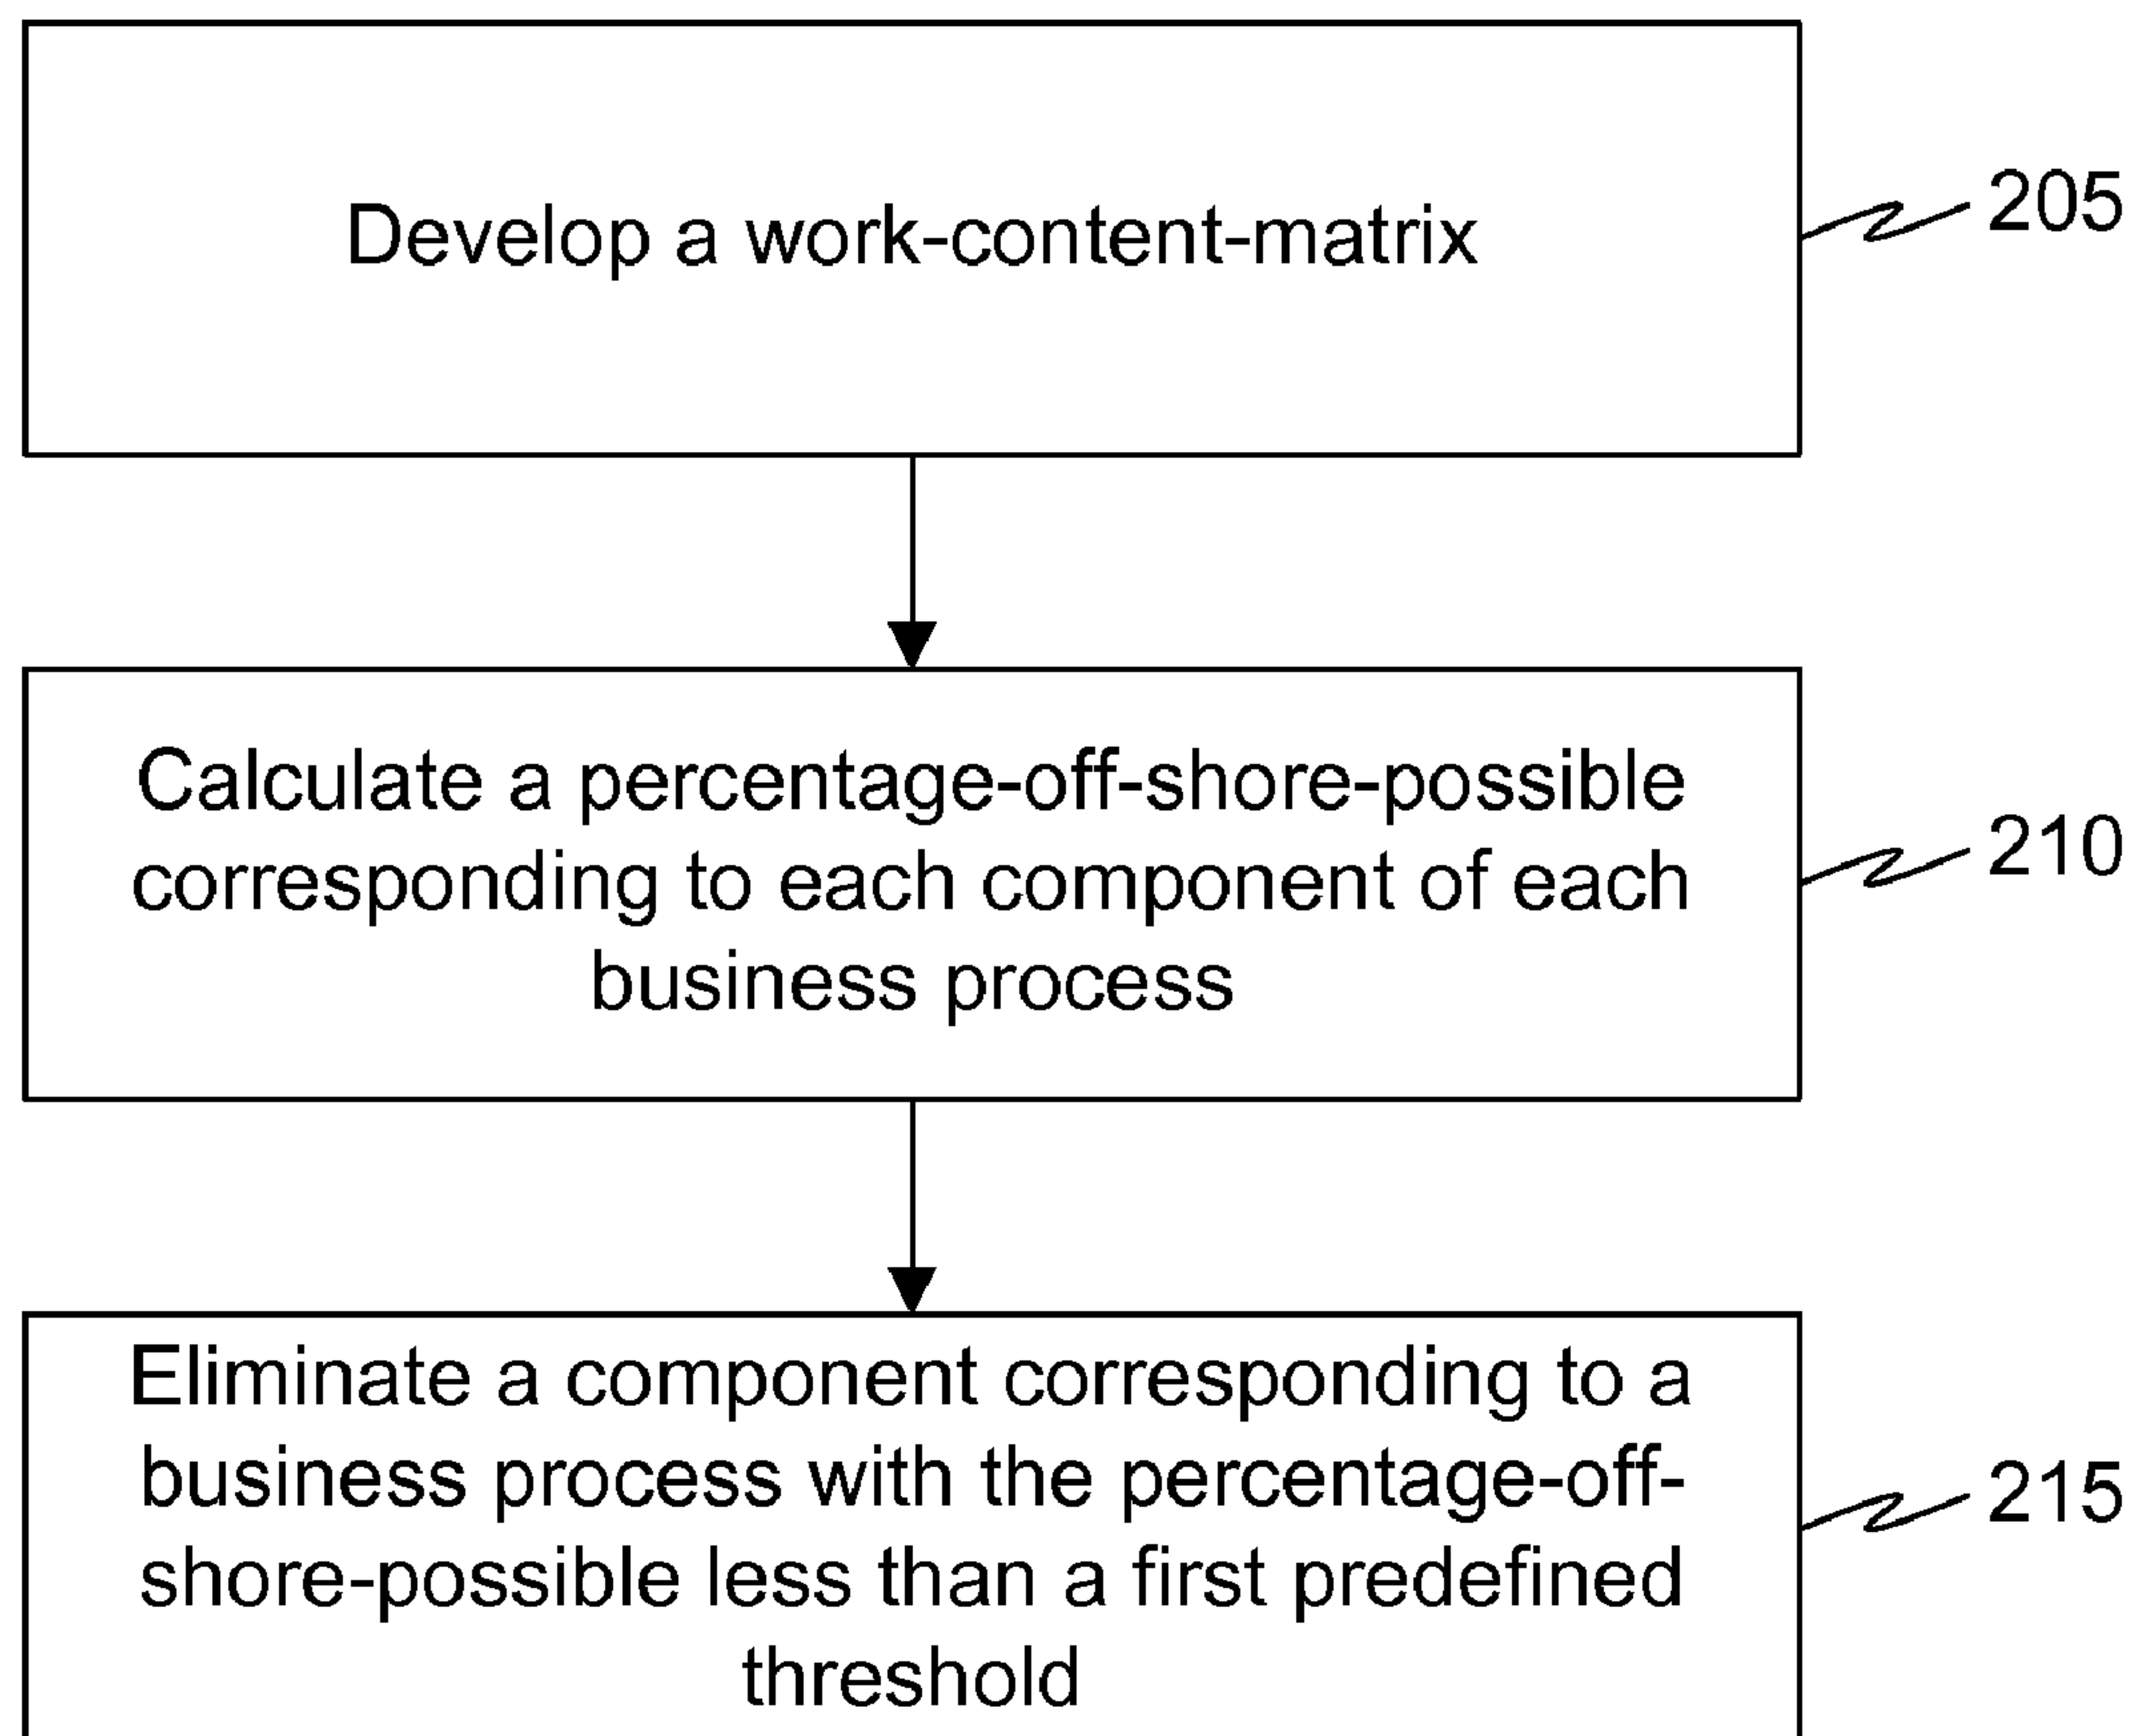 Develop a work-content-matrix
205
Calculate a percentage-off-shore-possible
corresponding to each component of each
business process
210
Eliminate a component corresponding to a
business process with the percentage-off-
shore-possible less than a first predefined
threshold
215